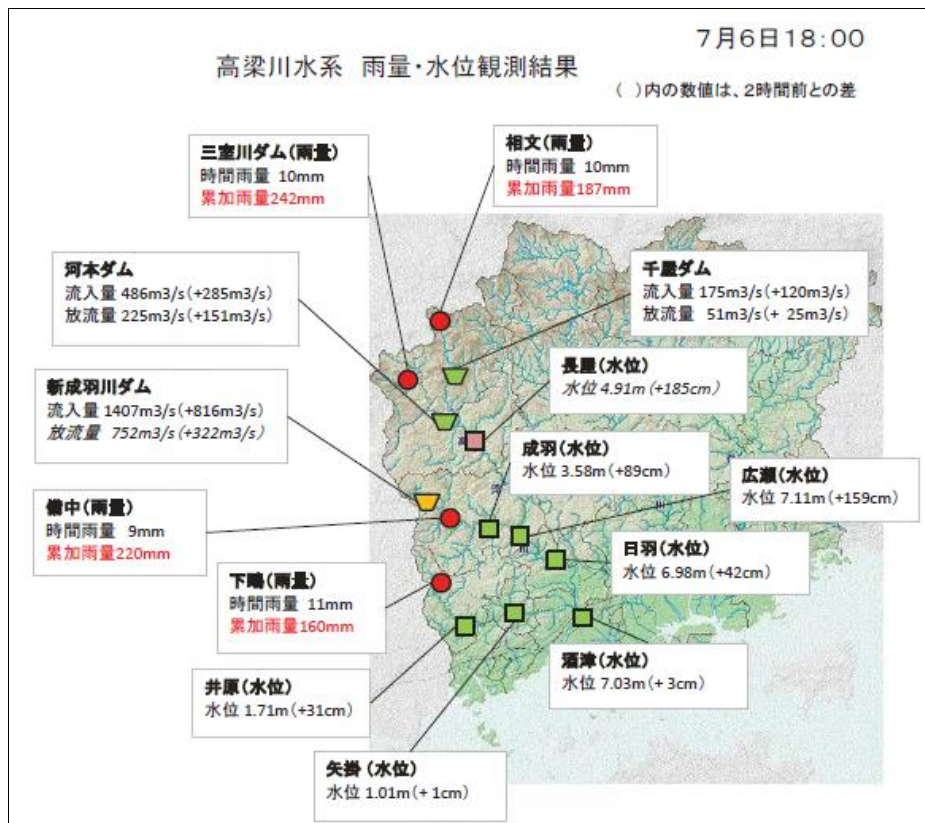 7月6日18:00
高梁川水系 雨量・水位観測結果
( )内の数値は、2時間前との差
三室川ダム(雨量)
時間雨量 10mm
累加雨量242mm
相文(雨量)
時間雨量 10mm
累加雨量187mm
河本ダム
流入量 486m3/s(+285m3/s)
放流量 225m3/s(+151m3/s)
千屋ダム
流入量 175m3/s(+120m3/s)
放流量 51m3/s(+ 25m3/s)
長屋(水位)
水位 4.91m(+185cm)
新成羽川ダム
流入量 1407m3/s(+816m3/s)
放流量 752m3/s(+322m3/s)
成羽(水位)
水位 3.58m(+89cm)
広瀬(水位)
水位 7.11m(+159cm)
備中(雨量)
時間雨量 9mm
累加雨量220mm
日羽(水位)
水位 6.98m(+42cm)
下鴫(雨量)
時間雨量 11mm
累加雨量160mm
酒津(水位)
水位 7.03m(+ 3cm)
井原(水位)
水位 1.71m(+31cm)
矢掛(水位)
水位 1.01m(+ 1cm)